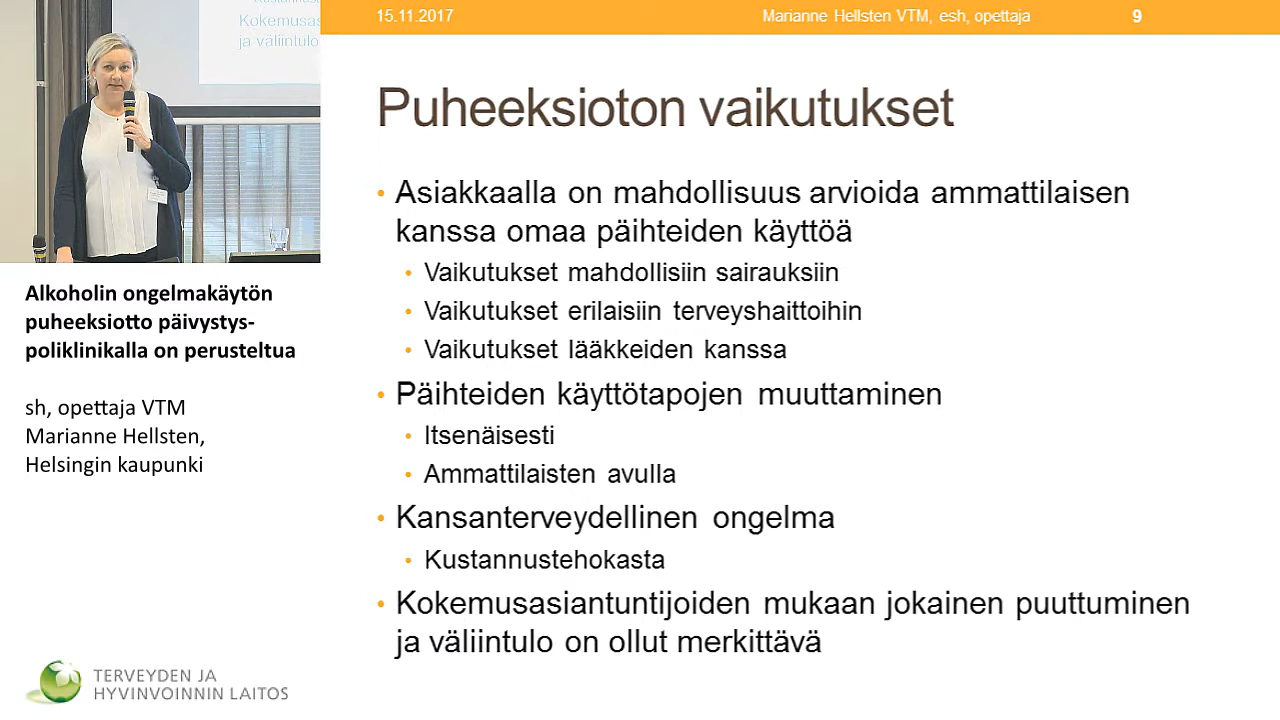 Kokemusas
ja väliintulo
15.11.2017
Marianne Hellsten VTM, esh, opettaja
9
Puheeksioton vaikutukset
• Asiakkaalla on mahdollisuus arvioida ammattilaisen
kanssa omaa päihteiden käyttöä
• Vaikutukset mahdollisiin sairauksiin
• Vaikutukset erilaisiin terveyshaittoihin
• Vaikutukset lääkkeiden kanssa
• Päihteiden käyttötapojen muuttaminen
• Itsenäisesti
• Ammattilaisten avulla
• Kansanterveydellinen ongelma
• Kustannustehokasta
• Kokemusasiantuntijoiden mukaan jokainen puuttuminen
ja väliintulo on ollut merkittävä
Alkoholin ongelmakäytön
puheeksiotto päivystys-
poliklinikalla on perusteltua
sh, opettaja VTM
Marianne Hellsten,
Helsingin kaupunki
TERVEYDEN JA
HYVINVOINNIN LAITOS